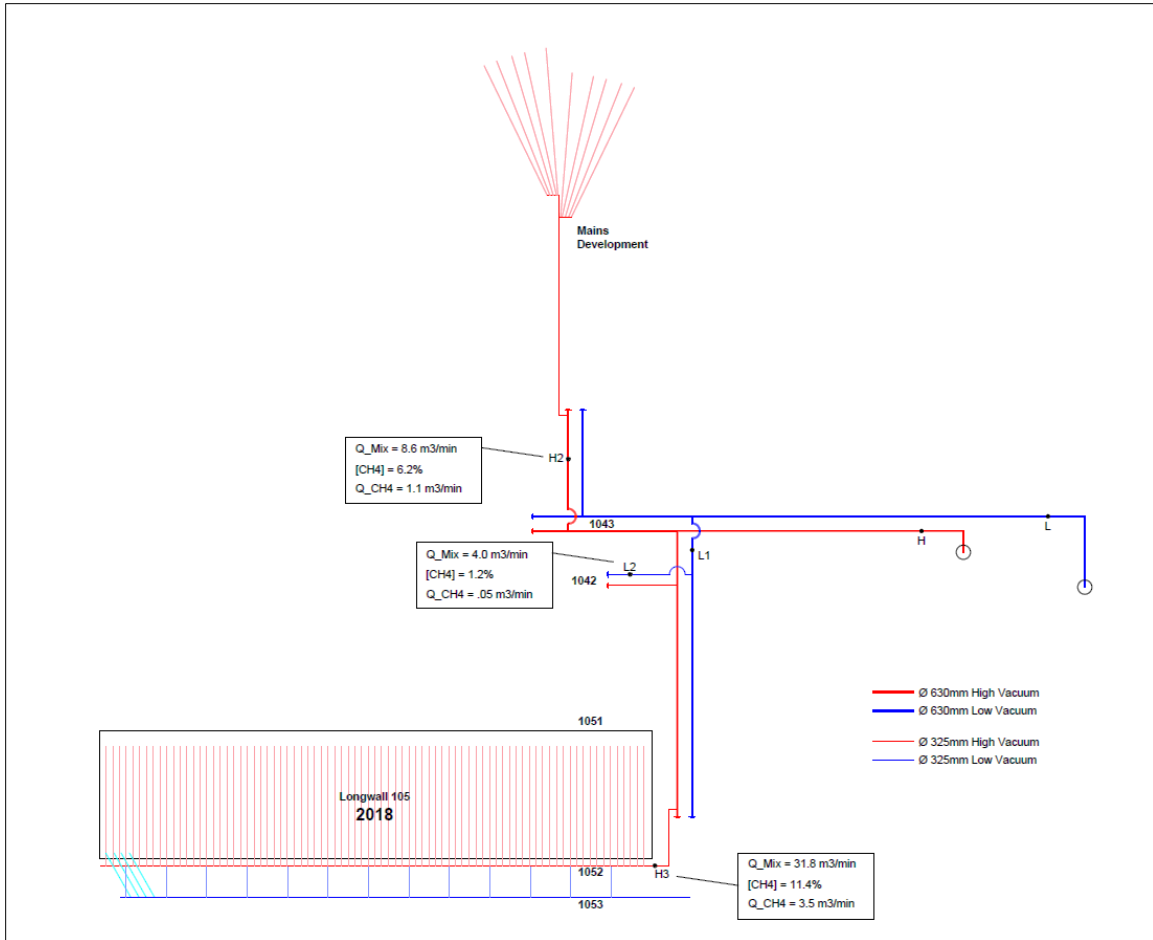 Mains
Development
Q_Mix = 8.6 m3/min
[CH4] = 6.2%
Q_CH4 = 1.1 m3/min
H2
1043
L
H
L1
Q_Mix = 4.0 m3/min
[CH4] = 1.2%
Q_CH4 = .05 m3/min
L2
1042
Ø 630mm High Vacuum
Ø 630mm Low Vacuum
Ø 325mm High Vacuum
Ø 325mm Low Vacuum
1051
Longwall 105
2018
1052
H3
1053
Q_Mix = 31.8 m3/min
[CH4] = 11.4%
Q_CH4 = 3.5 m3/min